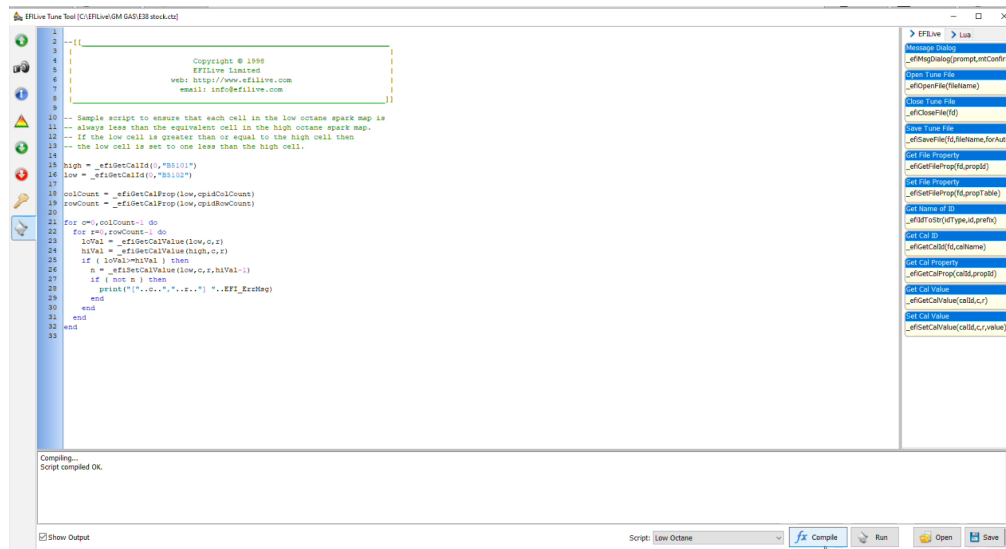 EFILive Tune Tool [C:\EFILive\GM GAS\E38 stock.ctz]
1
2 --[[
3 | |
4 | Copyright © 1998 |
5 | EFILive Limited |
6 | web: http://www.efilive.com |
7 | email: info@efilive.com |
8 |]]
9
10 -- Sample script to ensure that each cell in the low octane spark map is
11 -- always less than the equivalent cell in the high octane spark map.
12 -- If the low cell is greater than or equal to the high cell then
13 -- the low cell is set to one less than the high cell.
14
15 high = _efiGetCalId(0,"B5101")
16 low = _efiGetCalId(0,"B5102")
17
18 colCount = _efiGetCalProp(low,cpidColCount)
19 rowCount = _efiGetCalProp(low,cpidRowCount)
20
21 for c=0,colCount-1 do
22 for r=0,rowCount-1 do
23 loVal = _efiGetCalValue(low,c,r)
24 hiVal = _efiGetCalValue(high,c,r)
25 if ( loVal>=hiVal ) then
26 n = _efiSetCalValue(low,c,r,hiVal-1)
27 if ( not n ) then
28 print("["..c..","..r.."] "..EFI_ErrMsg)
29 end
30 end
31 end
32 end
33
EFILive Lua
Message Dialog
_efiMsgDialog(prompt,mtConfir
Open Tune File
_efiOpenFile(fileName)
Close Tune File
_efiCloseFile(fd)
Save Tune File
_efiSaveFile(fd,fileName,forAut
Get File Property
_efiGetFileProp(fd,propId)
Set File Property
_efiSetFileProp(fd,propTable)
Get Name of ID
_efiIdToStr(idType,id,prefix)
Get Cal ID
_efiGetCalId(fd,calName)
Get Cal Property
_efiGetCalProp(calId,propId)
Get Cal Value
_efiGetCalValue(calId,c,r)
Set Cal Value
_efiSetCalValue(calId,c,r,value)
Compiling...
Script compiled OK.
Show Output
Script: Low Octane
fx Compile
Run
Open
Save